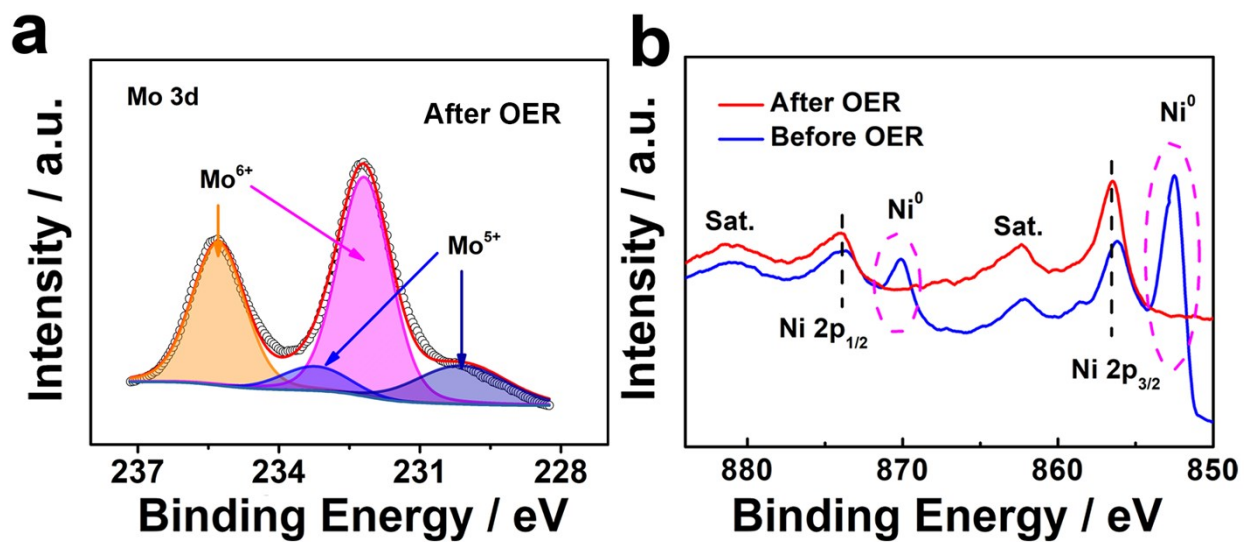 a
Mo 3d
After OER
Mo⁶⁺
Mo⁵⁺
Intensity / a.u.
237 234 231 228
Binding Energy / eV
b
After OER
Before OER
Ni⁰
Sat.
Ni⁰
Sat.
Ni 2p₁/₂
Ni 2p₃/₂
Intensity / a.u.
880 870 860 850
Binding Energy / eV